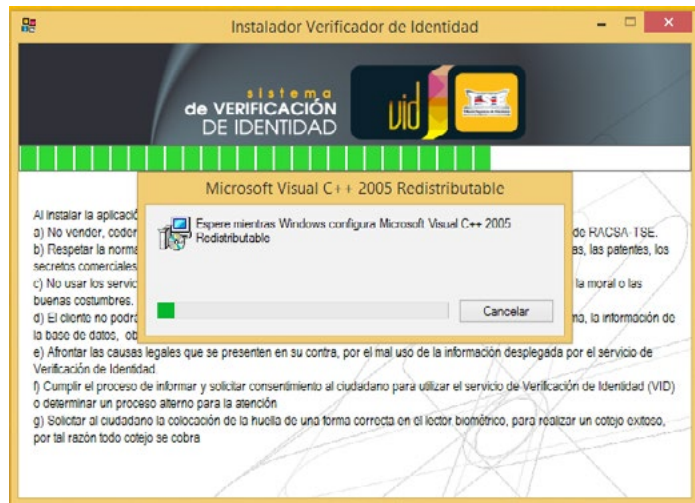 Instalador Verificador de Identidad
sistema
de VERIFICACIÓN
DE IDENTIDAD
vid
TSE
Microsoft Visual C++ 2005 Redistributable
Espere mientras Windows configura Microsoft Visual C++ 2005
Redistributable
Cancelar
Al instalar la aplicació
a) No vender, ceder de RACSA-TSE.
b) Respetar la norma as, las patentes, los
secretos comerciales
c) No usar los servic la moral o las
buenas costumbres.
d) El cliente no podrá ma, la información de
la base de datos, ob
e) Afrontar las causas legales que se presenten en su contra, por el mal uso de la información desplegada por el servicio de
Verificación de Identidad.
f) Cumplir el proceso de informar y solicitar consentimiento al ciudadano para utilizar el servicio de Verificación de Identidad (VID)
o determinar un proceso alterno para la atención
g) Solicitar al ciudadano la colocación de la huella de una forma correcta en el lector biométrico, para realizar un cotejo exitoso,
por tal razón todo cotejo se cobra